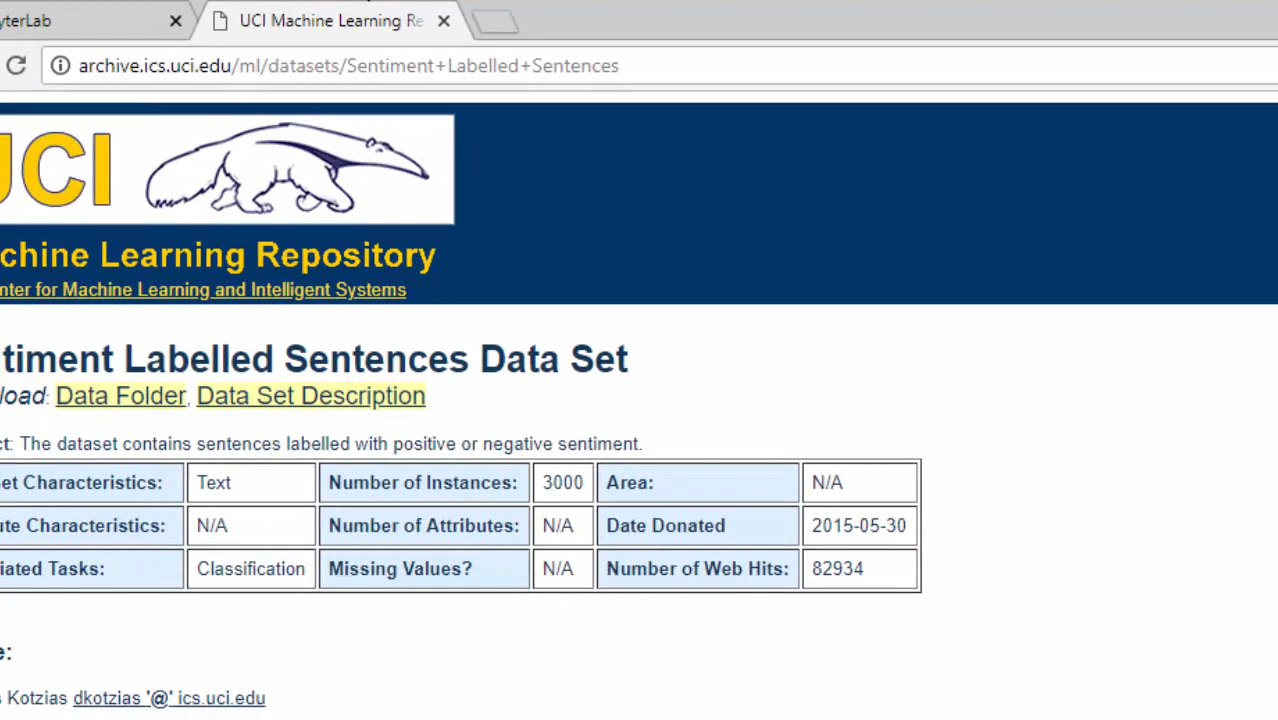 yterLab
UCI Machine Learning Re
archive.ics.uci.edu/ml/datasets/Sentiment+Labelled+Sentences
UCI
chine Learning Repository
nter for Machine Learning and Intelligent Systems
timent Labelled Sentences Data Set
load: Data Folder, Data Set Description
ct: The dataset contains sentences labelled with positive or negative sentiment.
et Characteristics: Text Number of Instances: 3000 Area: N/A
ute Characteristics: N/A Number of Attributes: N/A Date Donated 2015-05-30
iated Tasks: Classification Missing Values? N/A Number of Web Hits: 82934
e:
s Kotzias dkotzias '@' ics.uci.edu